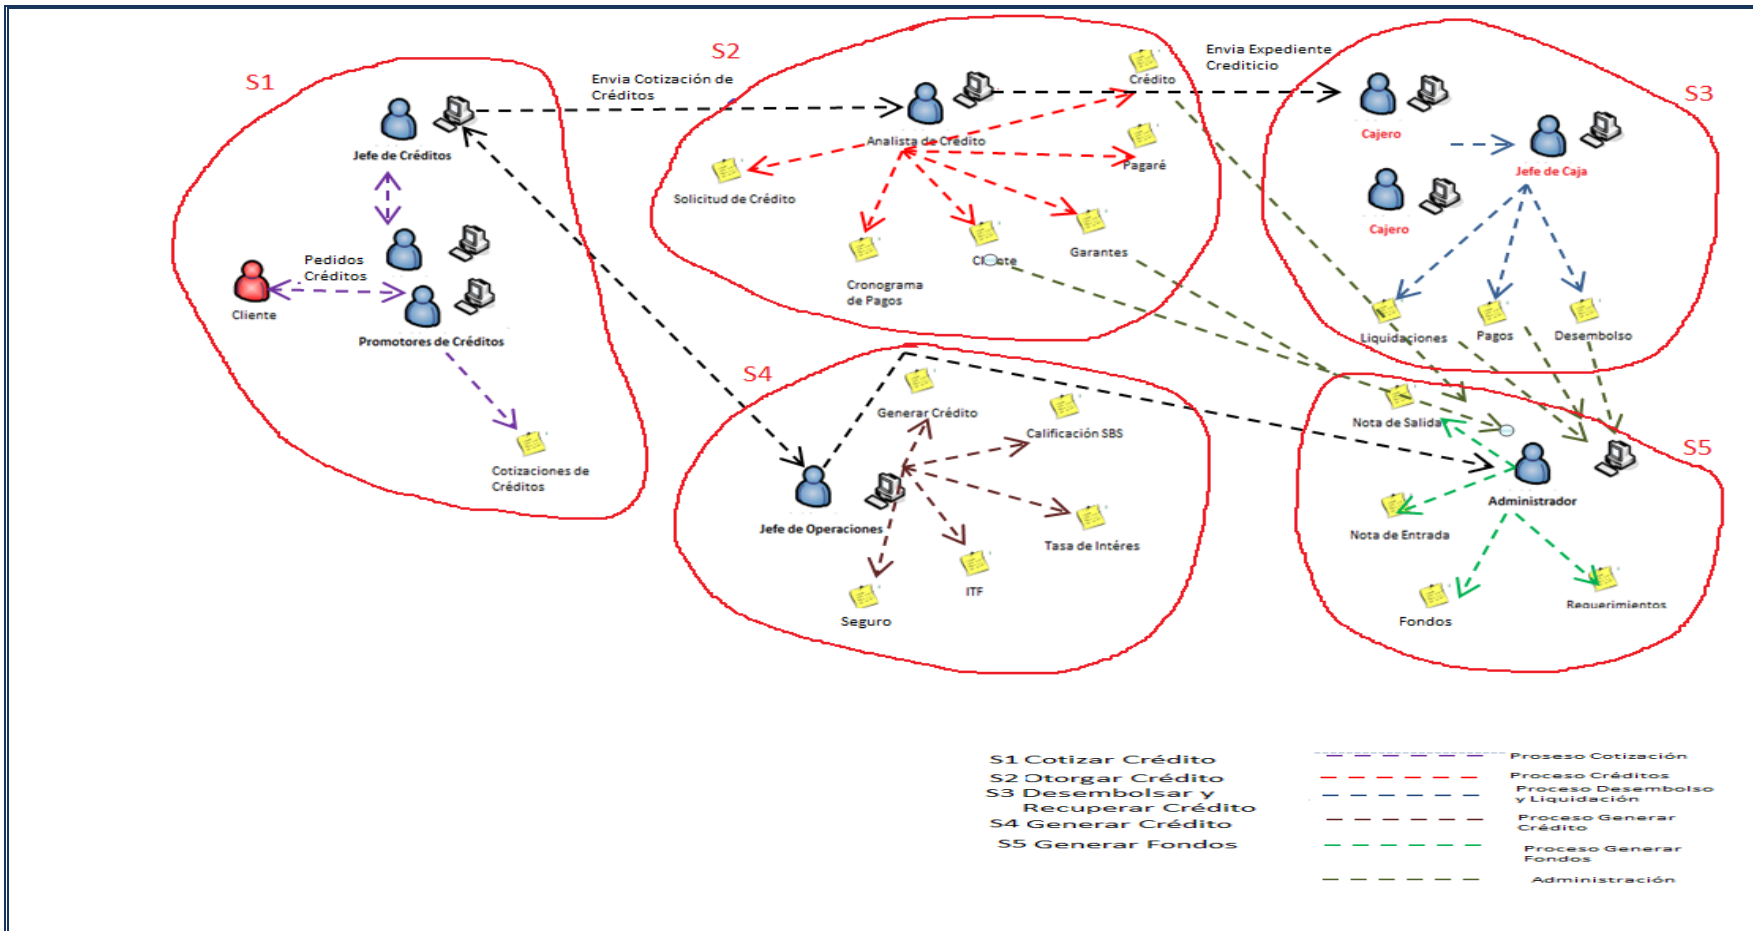 S1
Jefe de Créditos
Pedidos
Créditos
Cliente
Promotores de Créditos
Cotizaciones de
Créditos
Envia Cotización de
Créditos
S2
Crédito
Analista de Crédito
Pagaré
Solicitud de Crédito
Cronograma
de Pagos
Garantes
Envia Expediente
Crediticio
S3
Cajero
Jefe de Caja
Cajero
Liquidaciones
Pagos
Desembolso
S4
Generar Crédito
Calificación SBS
Jefe de Operaciones
Tasa de Intéres
ITF
Seguro
S5
Nota de Salida
Administrador
Nota de Entrada
Fondos
Requerimientos
S1 Cotizar Crédito
S2 Otorgar Crédito
S3 Desembolsar y
Recuperar Crédito
S4 Generar Crédito
S5 Generar Fondos
Proseso Cotización
Proceso Créditos
Proceso Desembolso
y Liquidación
Proceso Generar
Crédito
Proceso Generar
Fondos
Administración